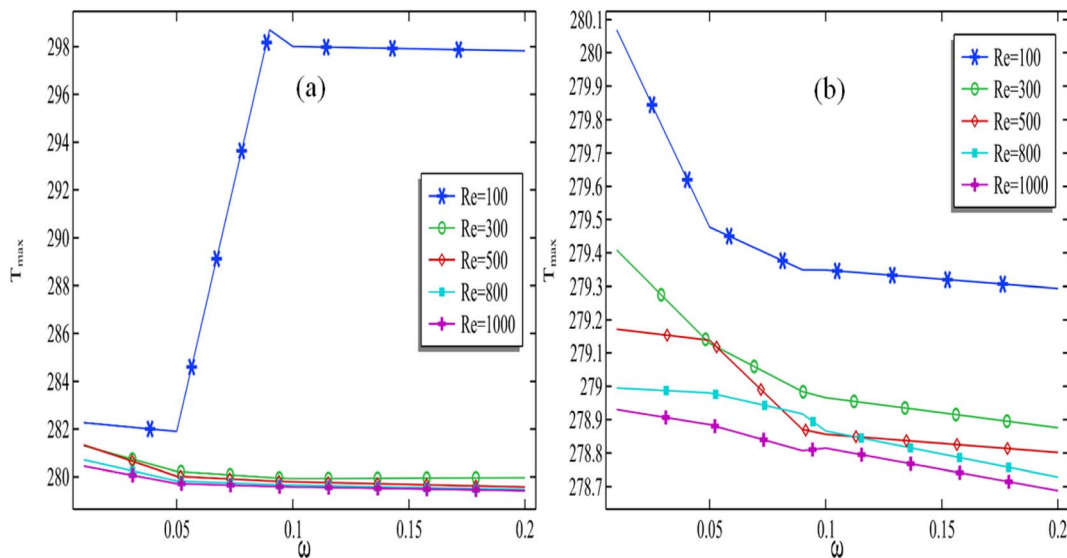 298
296
294
292
290
288
286
284
282
280
T max
(a)
Re=100
Re=300
Re=500
Re=800
Re=1000
0.05
0.1
0.15
0.2
ω
280.1
280
279.9
279.8
279.7
279.6
279.5
279.4
279.3
279.2
279.1
279
278.9
278.8
278.7
T max
(b)
Re=100
Re=300
Re=500
Re=800
Re=1000
0.05
0.1
0.15
0.2
ω